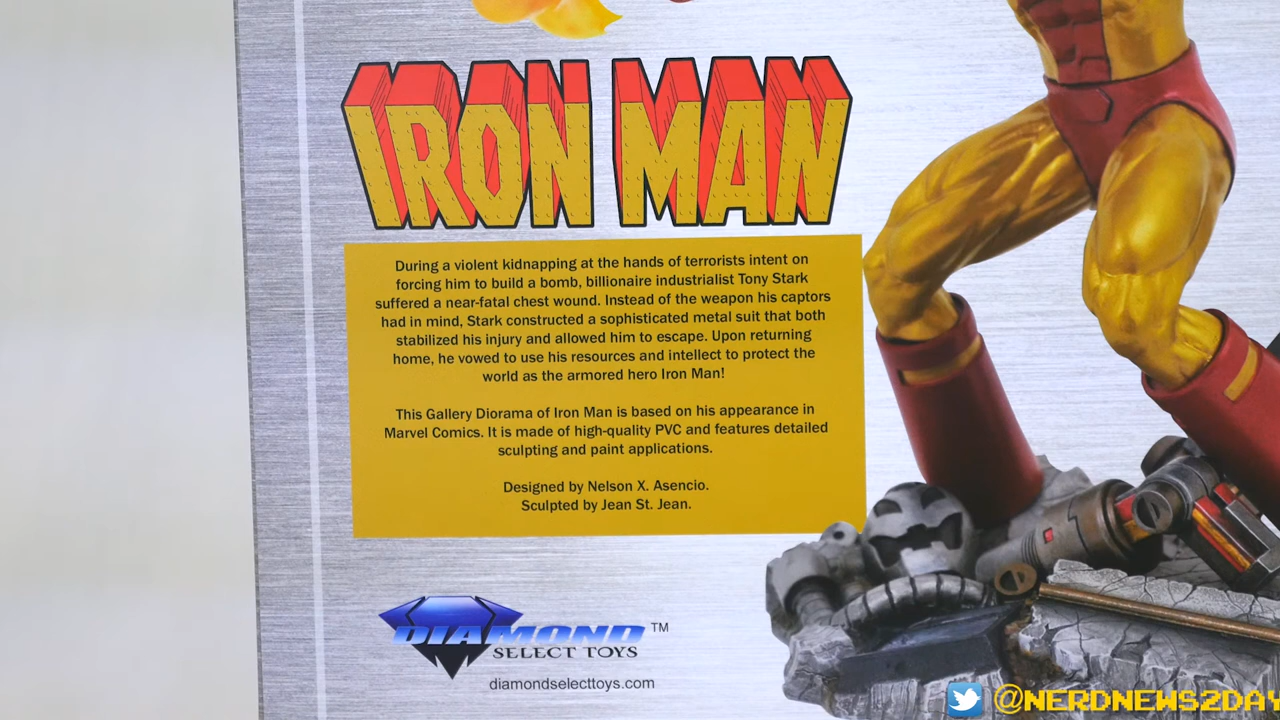 IRON MAN
During a violent kidnapping at the hands of terrorists intent on
forcing him to build a bomb, billionaire industrialist Tony Stark
suffered a near-fatal chest wound. Instead of the weapon his captors
had in mind, Stark constructed a sophisticated metal suit that both
stabilized his injury and allowed him to escape. Upon returning
home, he vowed to use his resources and intellect to protect the
world as the armored hero Iron Man!
This Gallery Diorama of Iron Man is based on his appearance in
Marvel Comics. It is made of high-quality PVC and features detailed
sculpting and paint applications.
Designed by Nelson X. Asencio.
Sculpted by Jean St. Jean.
DIAMOND TM
SELECT TOYS
diamondselecttoys.com
@NERDNEWS2DAY